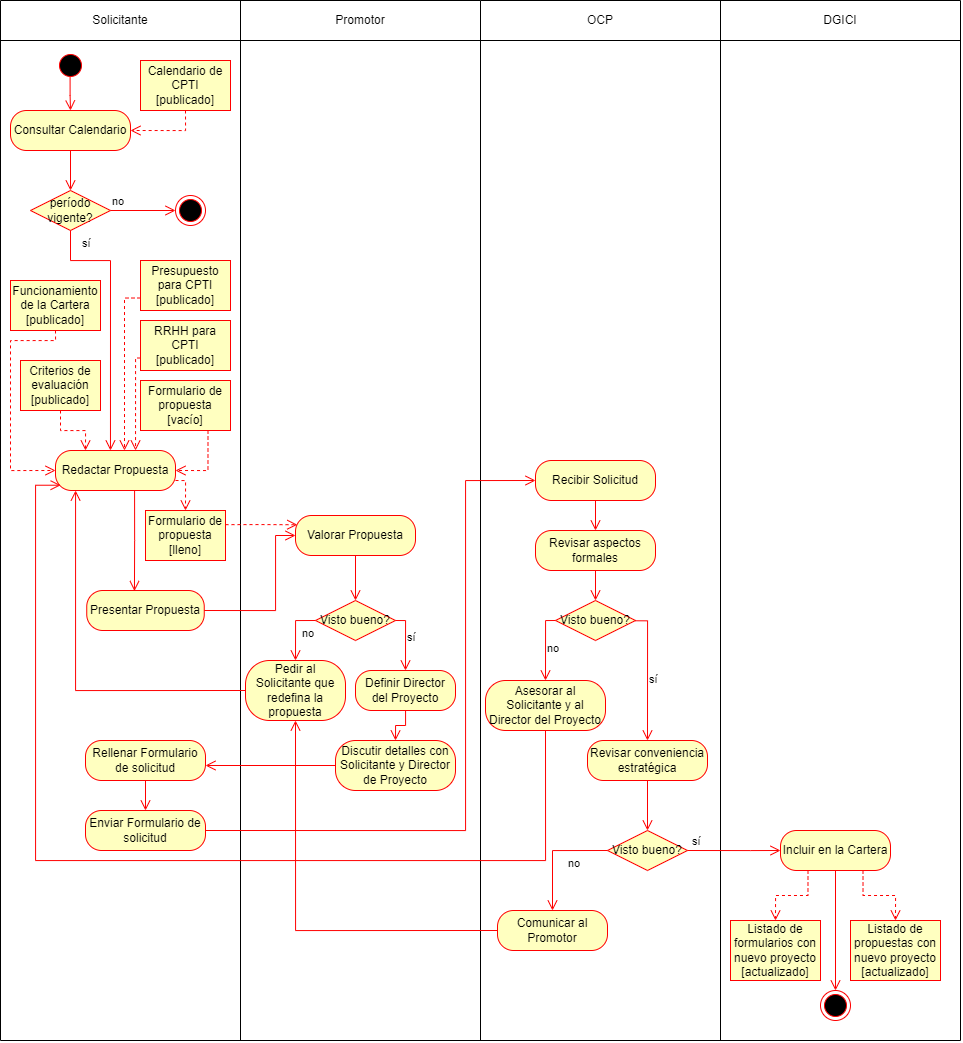 Solicitante
Promotor
OCP
DGICI
Calendario de
CPTI
[publicado]
Consultar Calendario
período
vigente?
no
sí
Presupuesto
para CPTI
[publicado]
Funcionamiento
de la Cartera
[publicado]
RRHH para
CPTI
[publicado]
Criterios de
evaluación
[publicado]
Formulario de
propuesta
[vacío]
Redactar Propuesta
Formulario de
propuesta
[lleno]
Presentar Propuesta
Valorar Propuesta
Visto bueno?
no
sí
Pedir al
Solicitante que
redefina la
propuesta
Definir Director
del Proyecto
Discutir detalles con
Solicitante y Director
de Proyecto
Rellenar Formulario
de solicitud
Enviar Formulario de
solicitud
Recibir Solicitud
Revisar aspectos
formales
Visto bueno?
no
sí
Asesorar al
Solicitante y al
Director del Proyecto
Revisar conveniencia
estratégica
Visto bueno?
sí
no
Comunicar al
Promotor
Incluir en la Cartera
Listado de
formularios con
nuevo proyecto
[actualizado]
Listado de
propuestas con
nuevo proyecto
[actualizado]